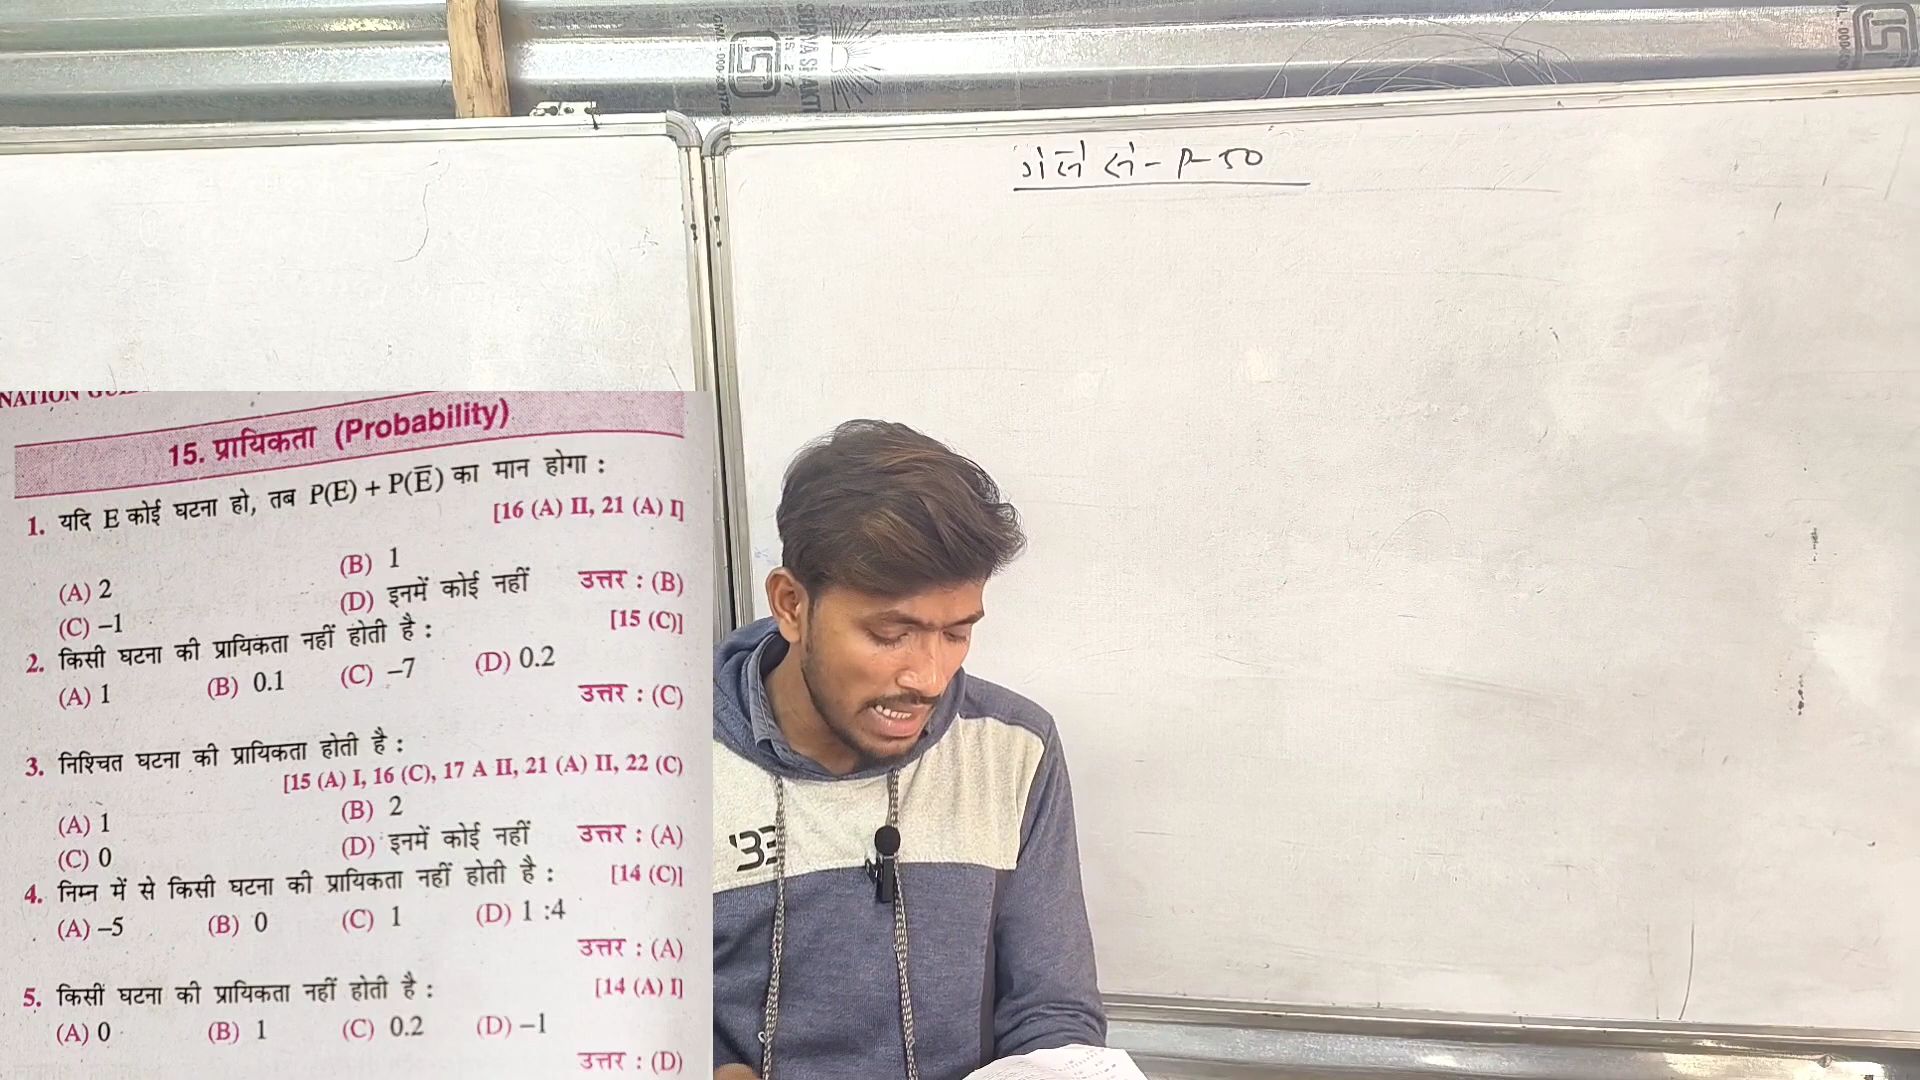 ISI
P-50
15. प्रायिकता (Probability)
1. यदि E कोई घटना हो, तब P(E) + P(E̅) का मान होगा :
[16 (A) II, 21 (A) I]
(A) 2 (B) 1
(C) –1 (D) इनमें कोई नहीं उत्तर : (B)
2. किसी घटना की प्रायिकता नहीं होती है : [15 (C)]
(A) 1 (B) 0.1 (C) –7 (D) 0.2
उत्तर : (C)
3. निश्चित घटना की प्रायिकता होती है :
[15 (A) I, 16 (C), 17 A II, 21 (A) II, 22 (C)
(A) 1 (B) 2
(C) 0 (D) इनमें कोई नहीं उत्तर : (A)
4. निम्न में से किसी घटना की प्रायिकता नहीं होती है : [14 (C)]
(A) –5 (B) 0 (C) 1 (D) 1 :4
उत्तर : (A)
5. किसी घटना की प्रायिकता नहीं होती है : [14 (A) I]
(A) 0 (B) 1 (C) 0.2 (D) –1
उत्तर : (D)